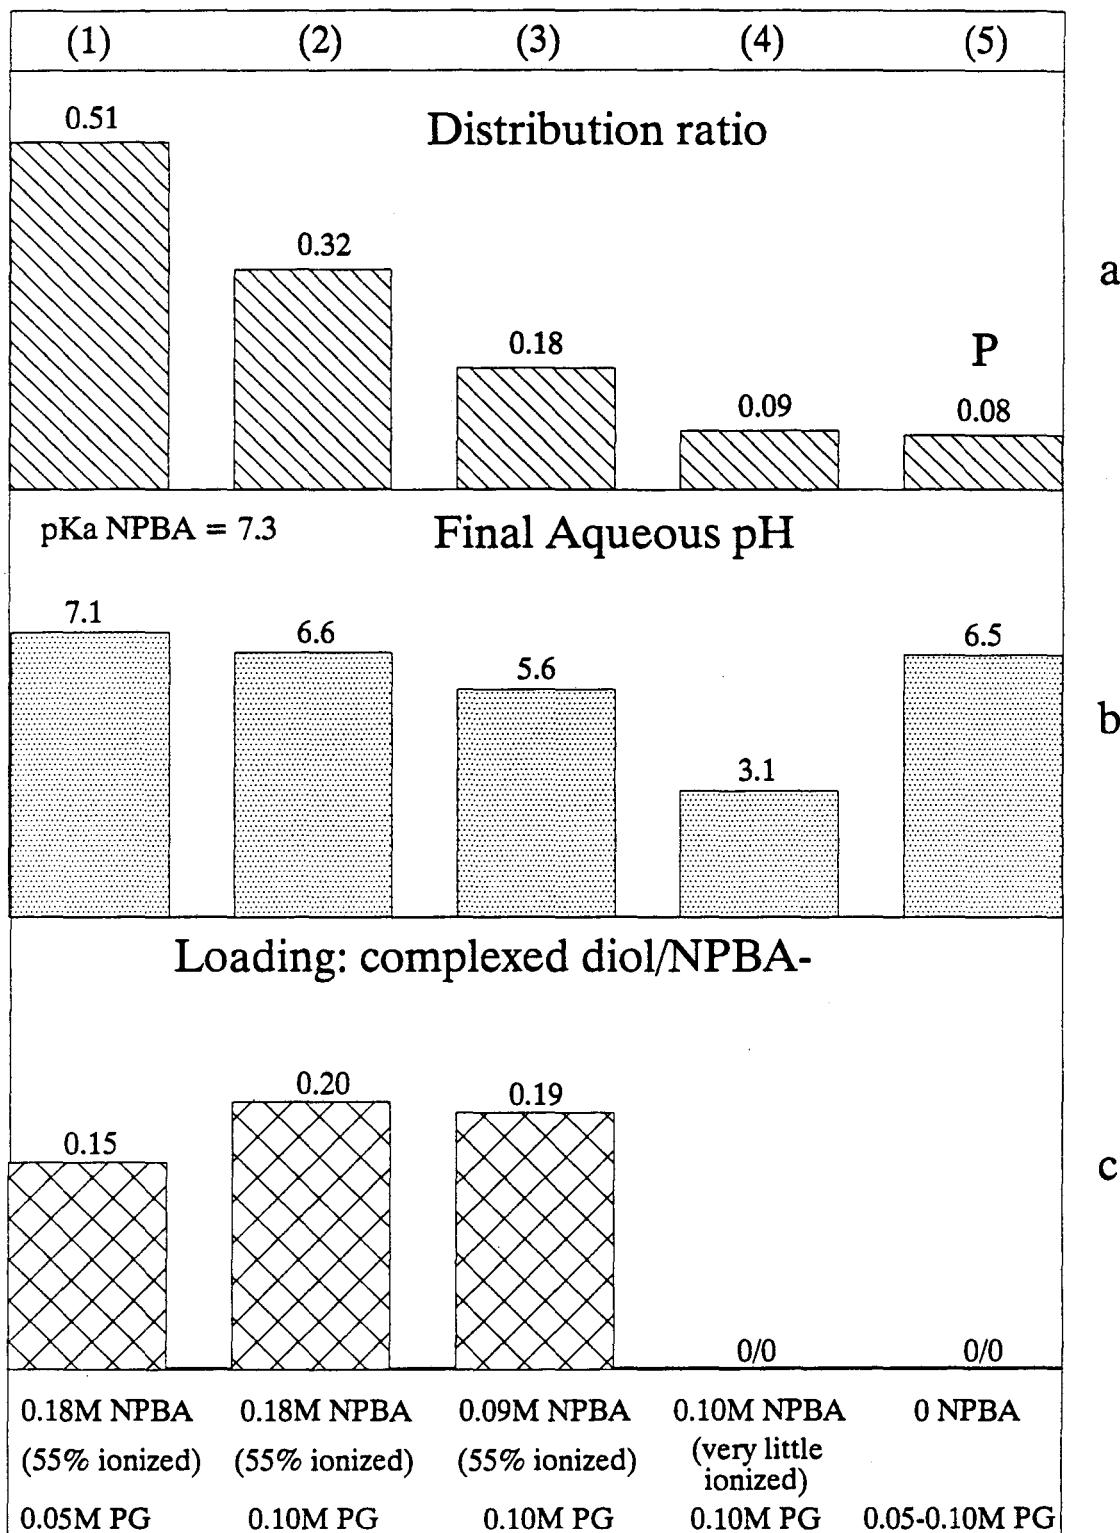 (1) (2) (3) (4) (5)
Distribution ratio
0.51
0.32
0.18
0.09
P
0.08
a
pKa NPBA = 7.3
Final Aqueous pH
7.1
6.6
5.6
3.1
6.5
b
Loading: complexed diol/NPBA-
0.15
0.20
0.19
0/0
0/0
c
0.18M NPBA
(55% ionized)
0.05M PG
0.18M NPBA
(55% ionized)
0.10M PG
0.09M NPBA
(55% ionized)
0.10M PG
0.10M NPBA
(very little
ionized)
0.10M PG
0 NPBA
0.05-0.10M PG